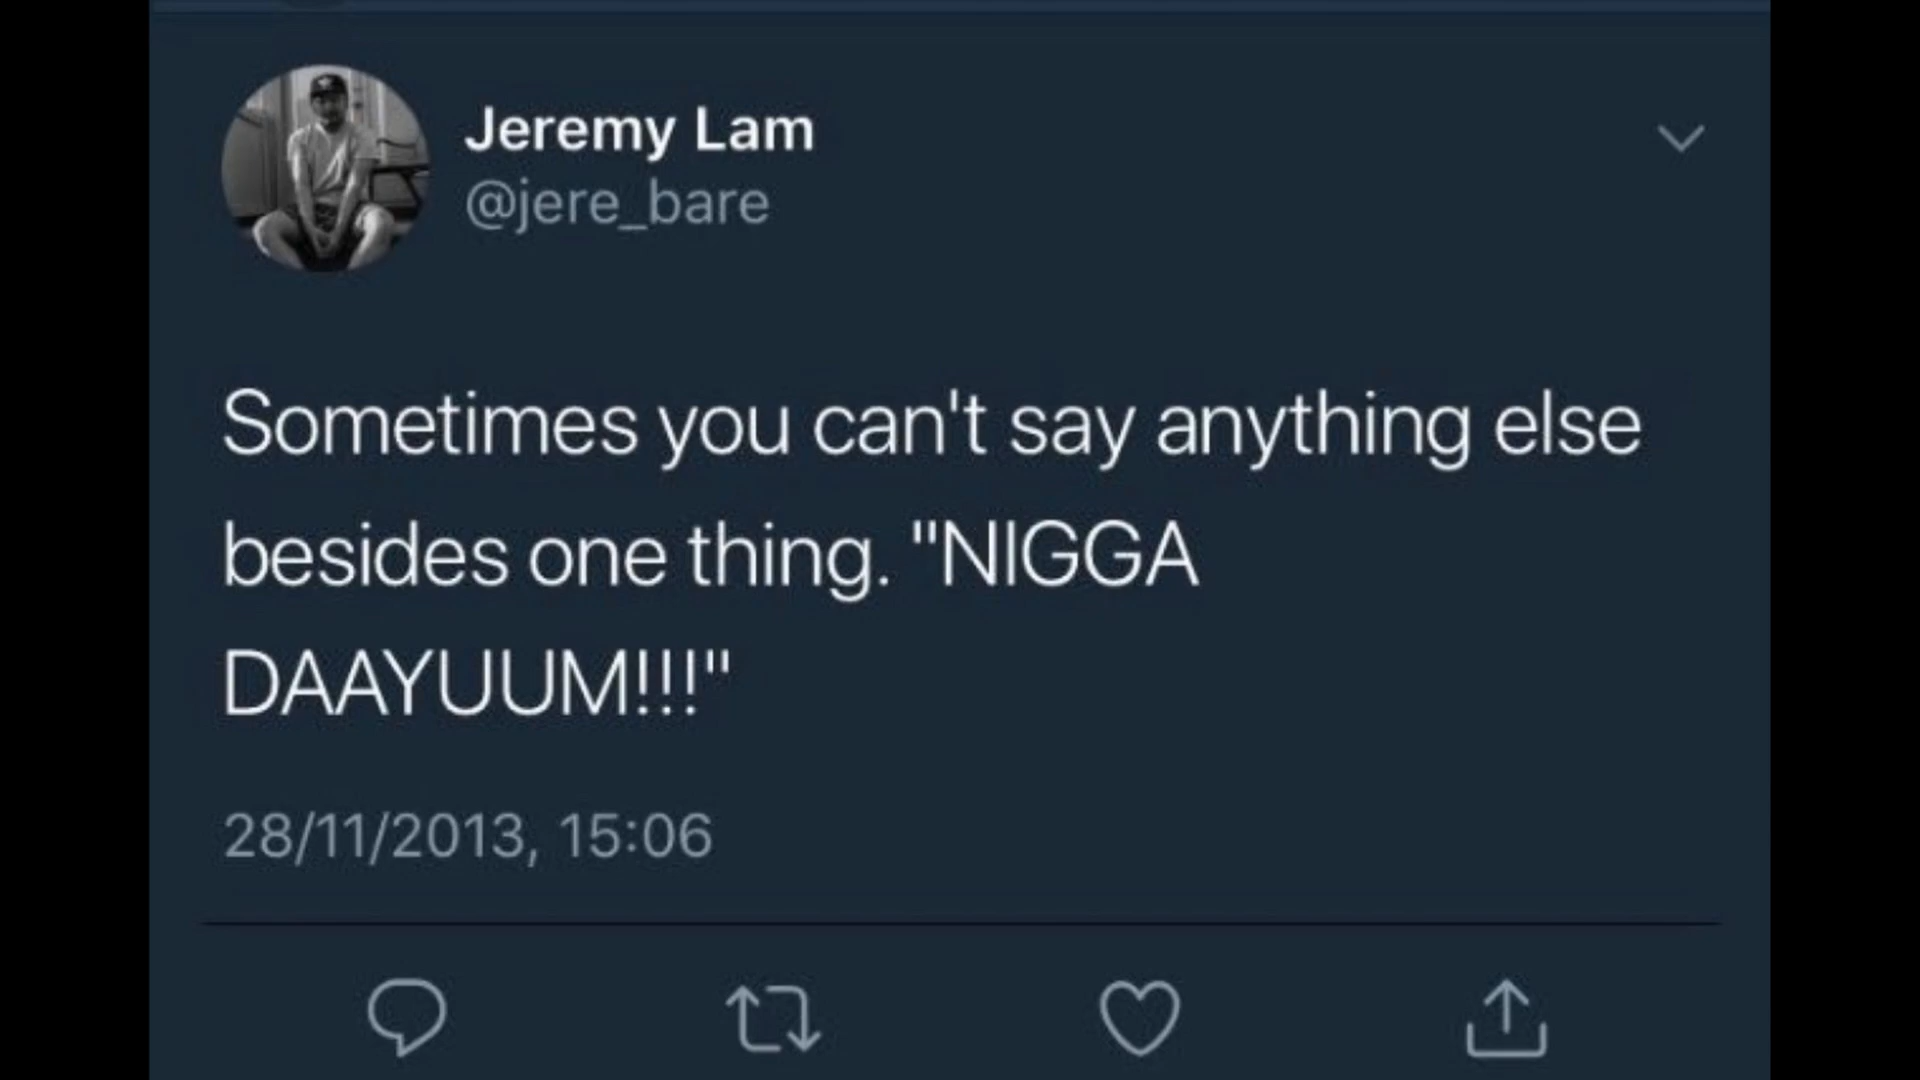 Jeremy Lam
@jere_bare
Sometimes you can't say anything else
besides one thing. "NIGGA
DAAYUUM!!!"
28/11/2013, 15:06